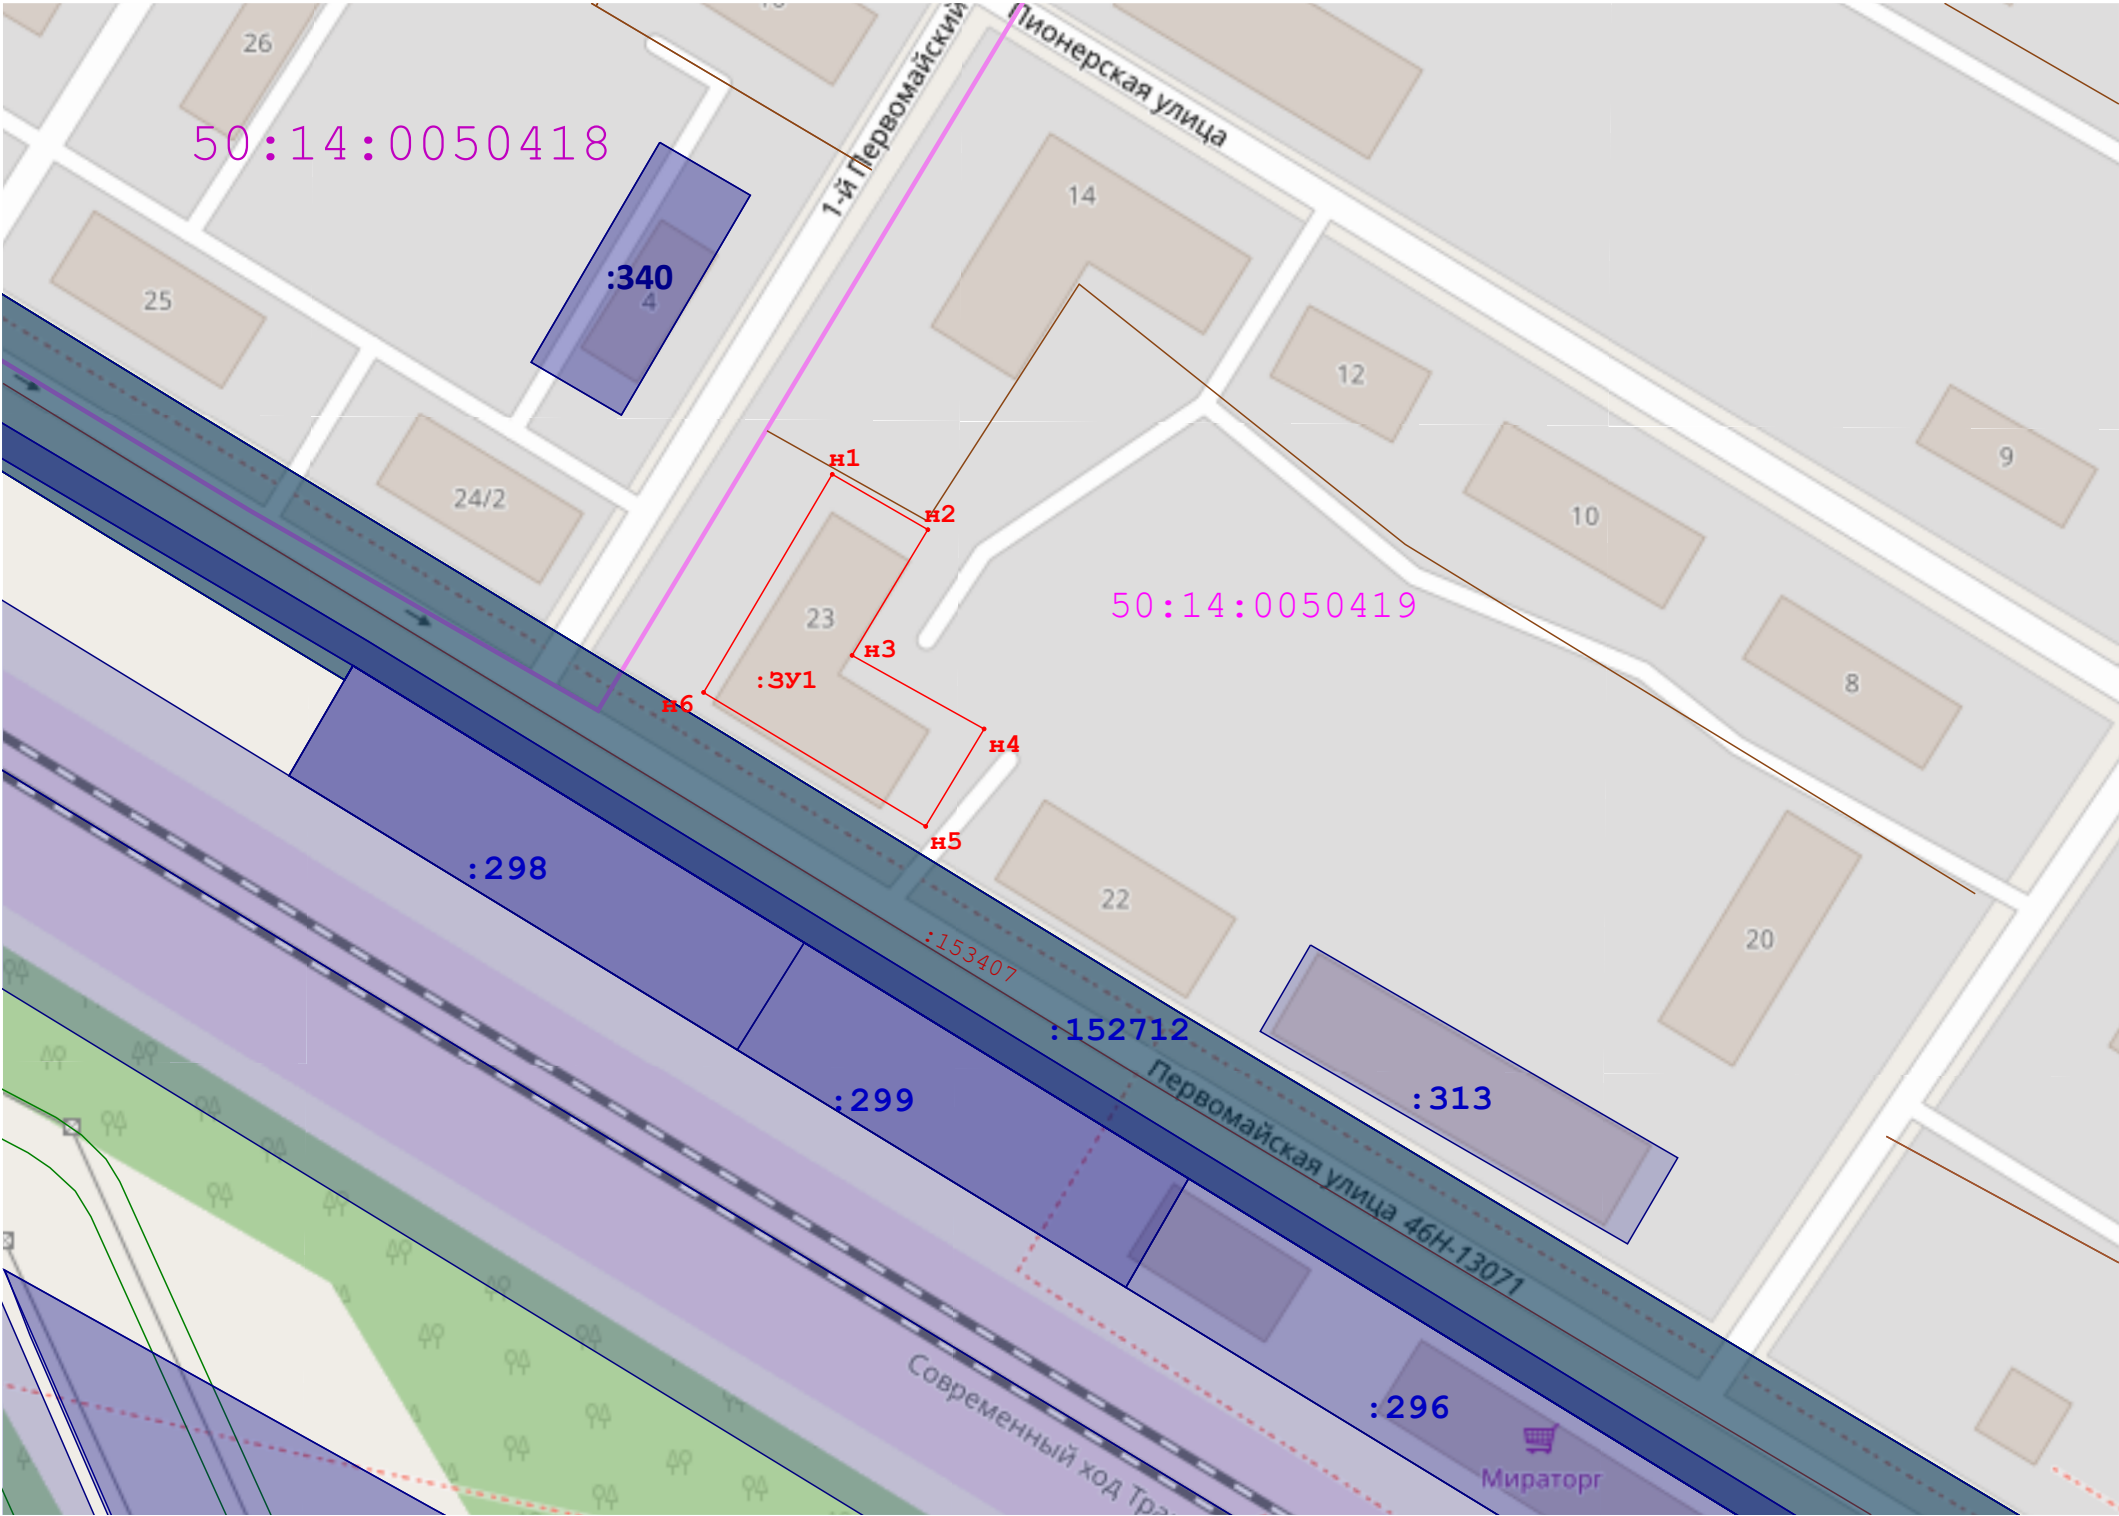 26
Пионерская улица
1-й Первомайский
50:14:0050418
14
:340
4
25
12
24/2
9
н1
н2
10
50:14:0050419
23
н3
:ЗУ1
н6
8
н4
н5
:298
22
20
:153407
:152712
:299
:313
Первомайская улица 46Н-13071
Современный ход Тра
:296
Мираторг